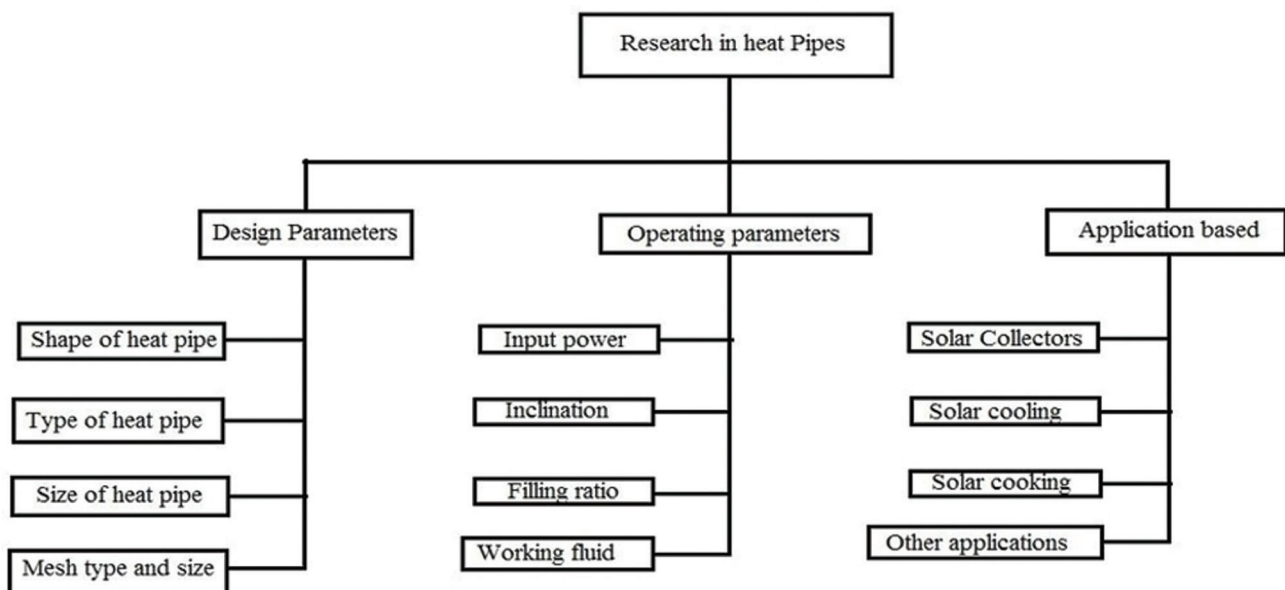 Research in heat Pipes
Design Parameters
Operating parameters
Application based
Shape of heat pipe
Type of heat pipe
Size of heat pipe
Mesh type and size
Input power
Inclination
Filling ratio
Working fluid
Solar Collectors
Solar cooling
Solar cooking
Other applications